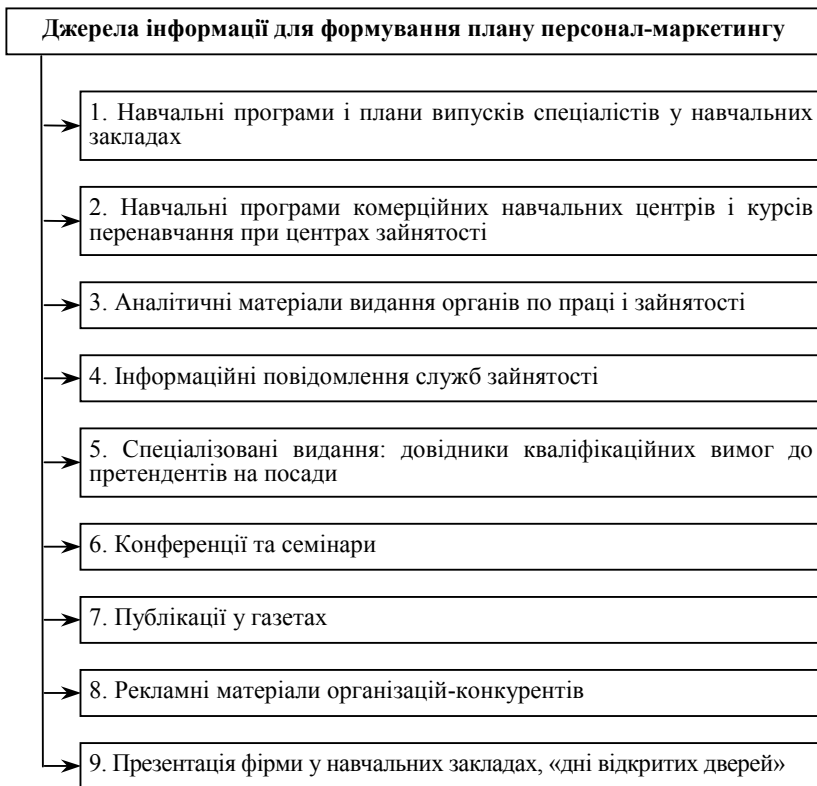 Джерела інформації для формування плану персонал-маркетингу
1. Навчальні програми і плани випусків спеціалістів у навчальних
закладах
2. Навчальні програми комерційних навчальних центрів і курсів
перенавчання при центрах зайнятості
3. Аналітичні матеріали видання органів по праці і зайнятості
4. Інформаційні повідомлення служб зайнятості
5. Спеціалізовані видання: довідники кваліфікаційних вимог до
претендентів на посади
6. Конференції та семінари
7. Публікації у газетах
8. Рекламні матеріали організацій-конкурентів
9. Презентація фірми у навчальних закладах, «дні відкритих дверей»